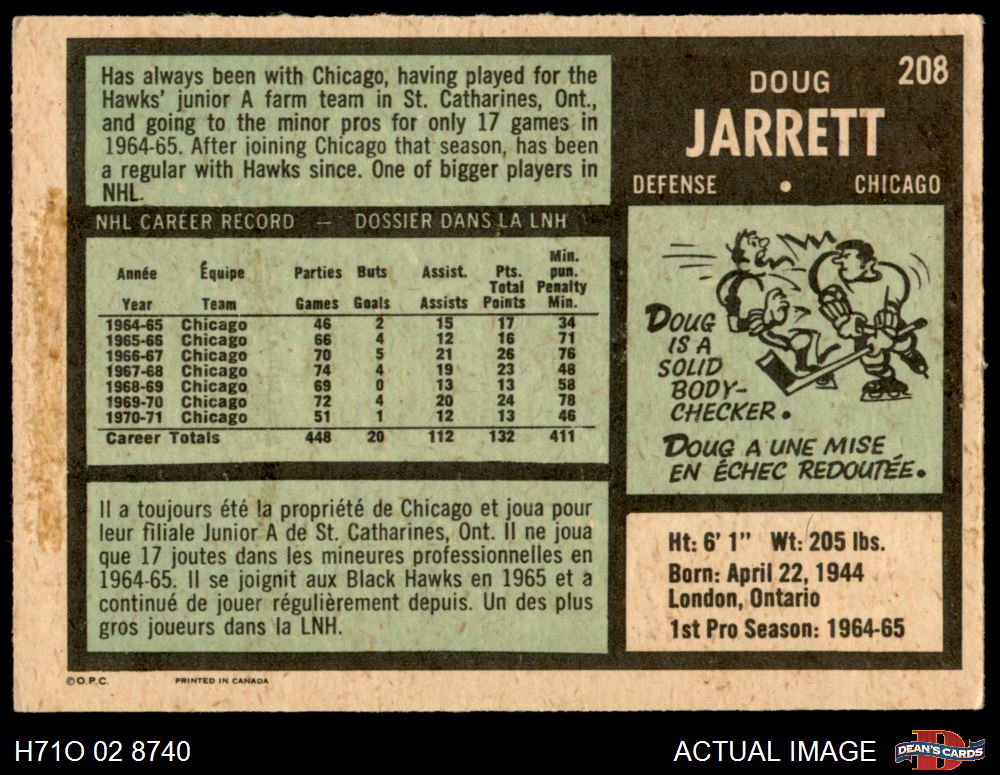 208
DOUG
JARRETT
DEFENSE • CHICAGO
Has always been with Chicago, having played for the
Hawks' junior A farm team in St. Catharines, Ont.,
and going to the minor pros for only 17 games in
1964-65. After joining Chicago that season, has been
a regular with Hawks since. One of bigger players in
NHL.
NHL CAREER RECORD — DOSSIER DANS LA LNH
Année Équipe Parties Buts Assist. Pts. Total Min. pun.
Year Team Games Goals Assists Points Penalty Min.
1964-65 Chicago 46 2 15 17 34
1965-66 Chicago 66 4 12 16 71
1966-67 Chicago 70 5 21 26 76
1967-68 Chicago 74 4 19 23 48
1968-69 Chicago 69 0 13 13 58
1969-70 Chicago 72 4 20 24 78
1970-71 Chicago 51 1 12 13 46
Career Totals 448 20 112 132 411
Il a toujours été la propriété de Chicago et joua pour
leur filiale Junior A de St. Catharines, Ont. Il ne joua
que 17 joutes dans les mineures professionnelles en
1964-65. Il se joignit aux Black Hawks en 1965 et a
continué de jouer régulièrement depuis. Un des plus
gros joueurs dans la LNH.
DOUG
IS A
SOLID
BODY-
CHECKER.
DOUG A UNE MISE
EN ÉCHEC REDOUTÉE.
Ht: 6' 1" Wt: 205 lbs.
Born: April 22, 1944
London, Ontario
1st Pro Season: 1964-65
© O.P.C. PRINTED IN CANADA
H71O 02 8740
ACTUAL IMAGE
D
DEAN'S CARDS